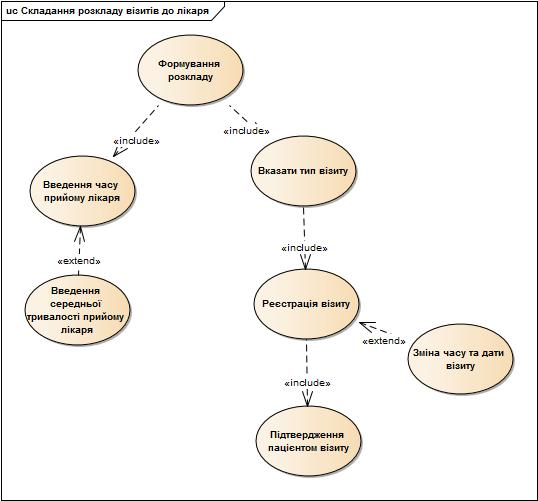 uc Складання розкладу візитів до лікаря
Формування
розкладу
«include»
«include»
Введення часу
прийому лікаря
Вказати тип візиту
«extend»
«include»
Введення
середньої
тривалості прийому
лікаря
Реєстрація візиту
«extend»
Зміна часу та дати
візиту
«include»
Підтвердження
пацієнтом візиту